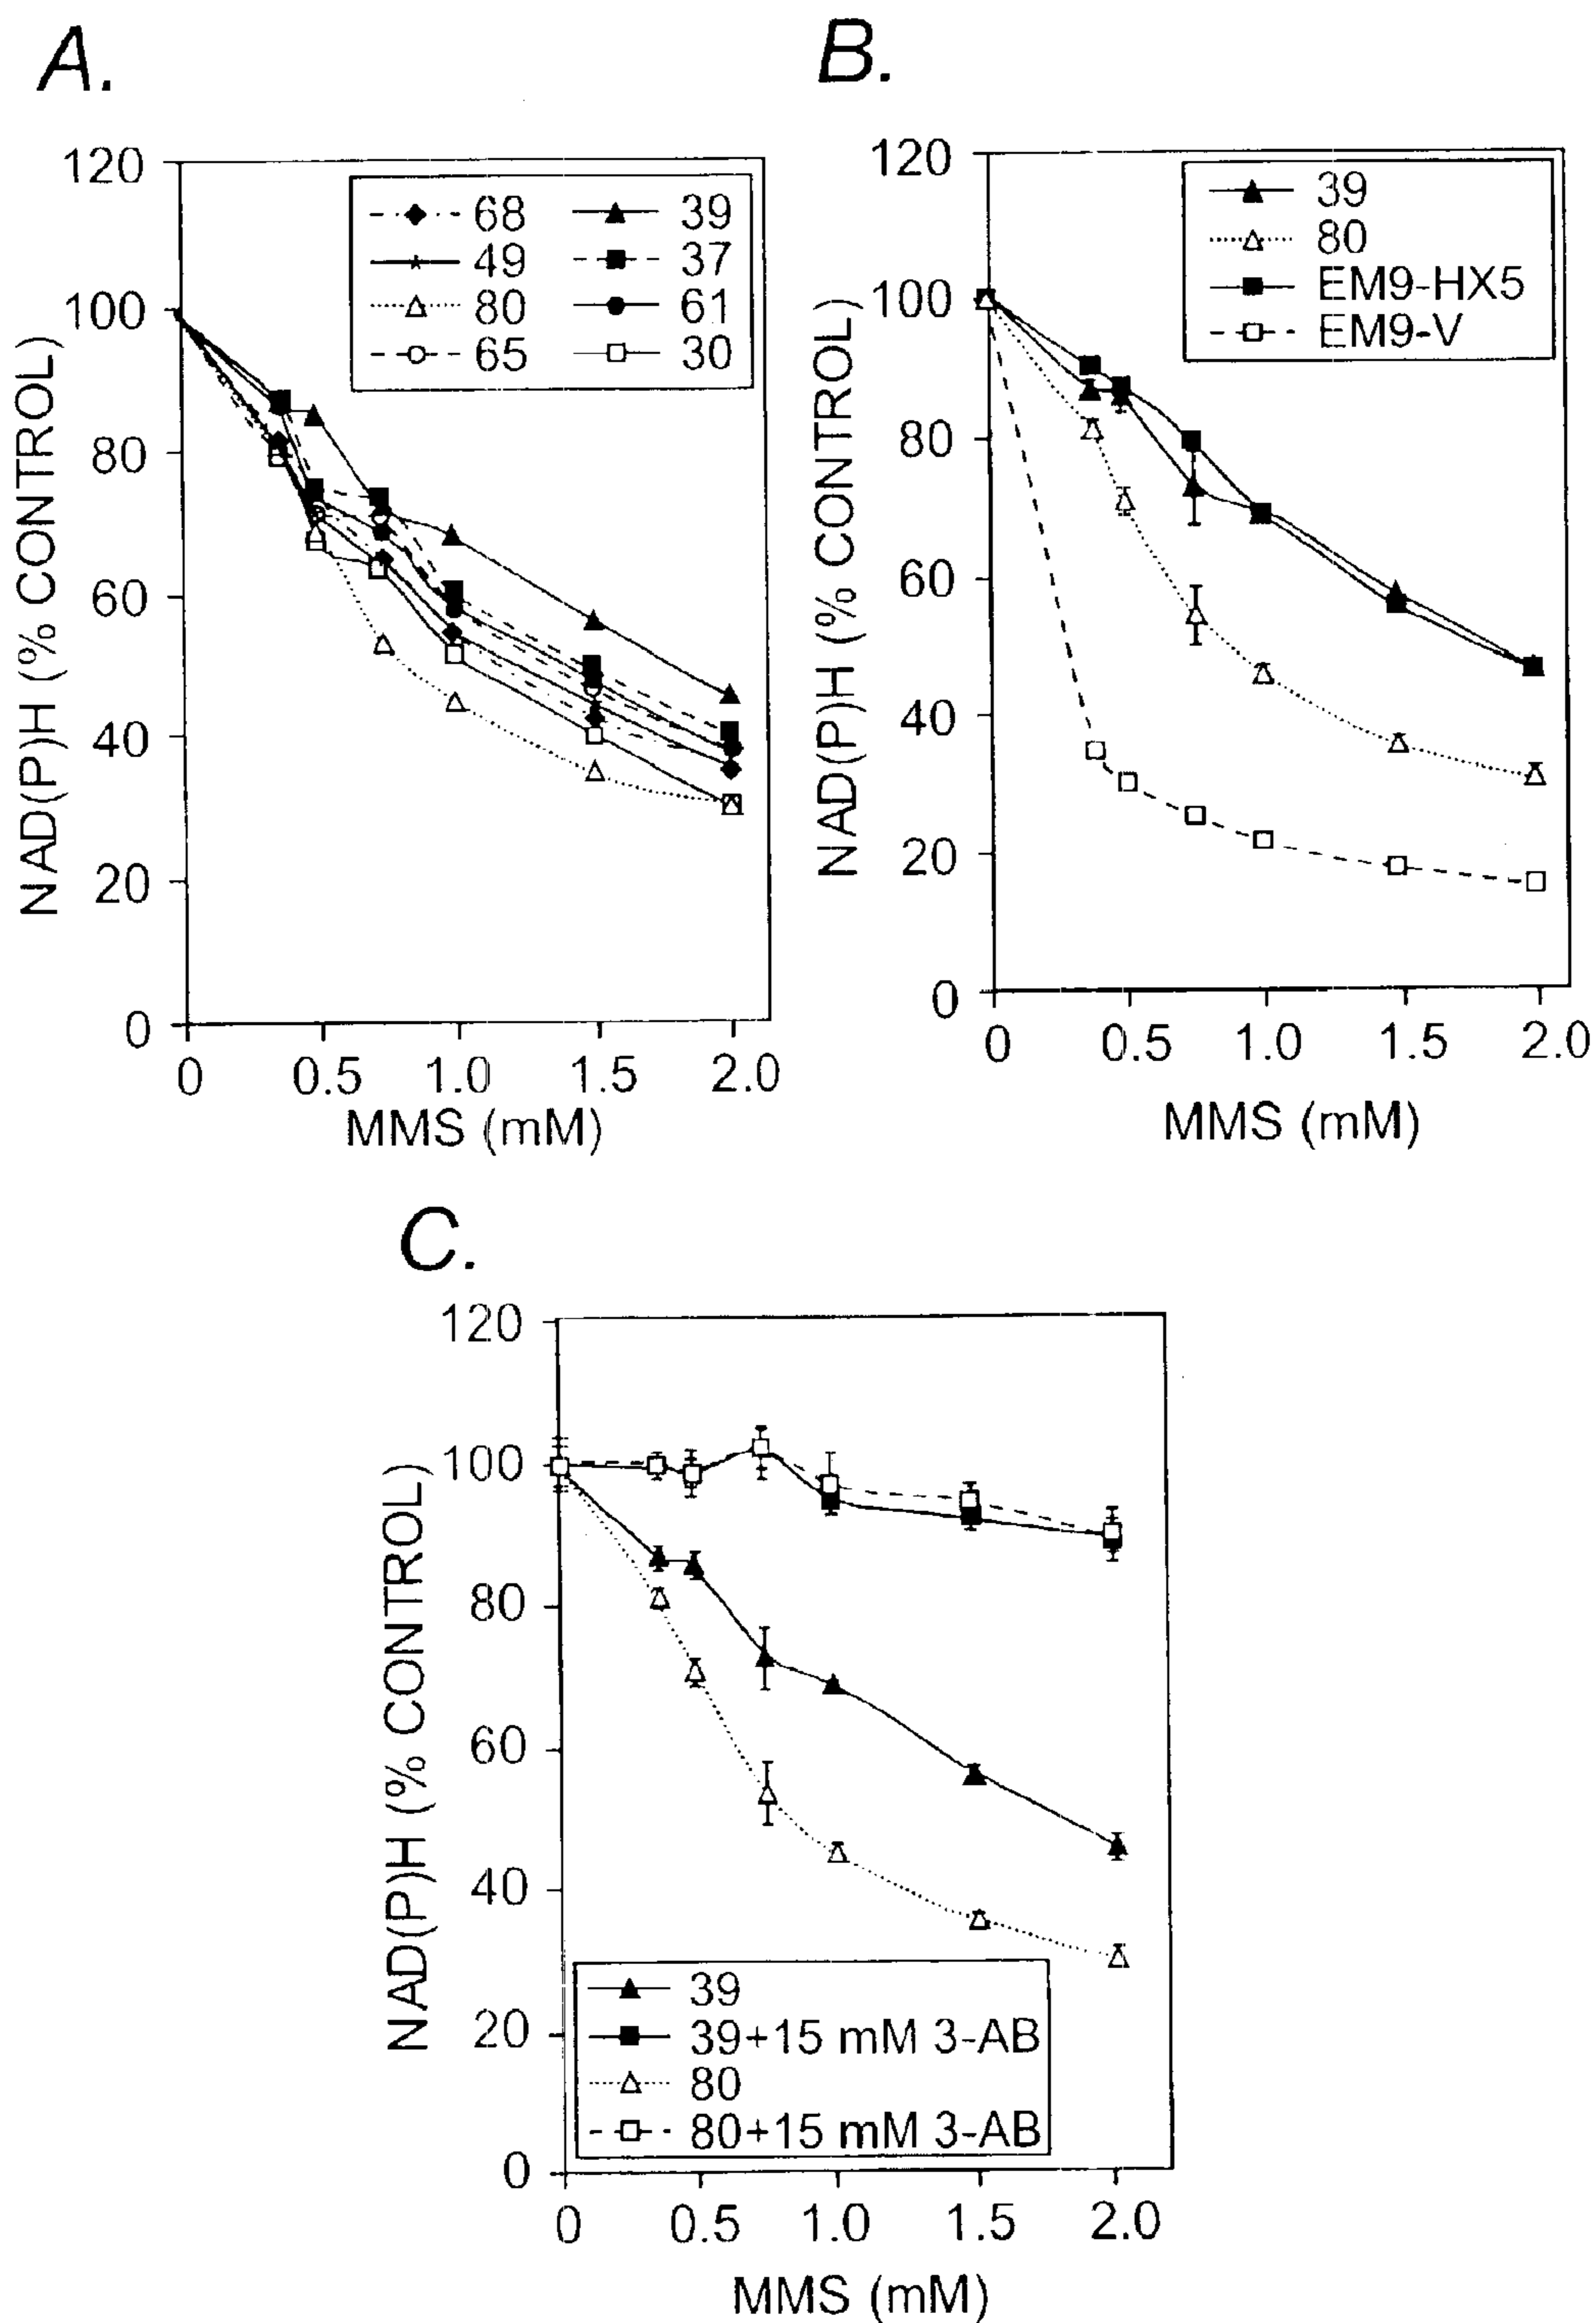 A.
120
100
80
60
40
20
0
NAD(P)H (% CONTROL)
68 39
49 37
80 61
65 30
0 0.5 1.0 1.5 2.0
MMS (mM)
B.
120
100
80
60
40
20
0
NAD(P)H (% CONTROL)
39
80
EM9-HX5
EM9-V
0 0.5 1.0 1.5 2.0
MMS (mM)
C.
120
100
80
60
40
20
0
NAD(P)H (% CONTROL)
39
39+15 mM 3-AB
80
80+15 mM 3-AB
0 0.5 1.0 1.5 2.0
MMS (mM)